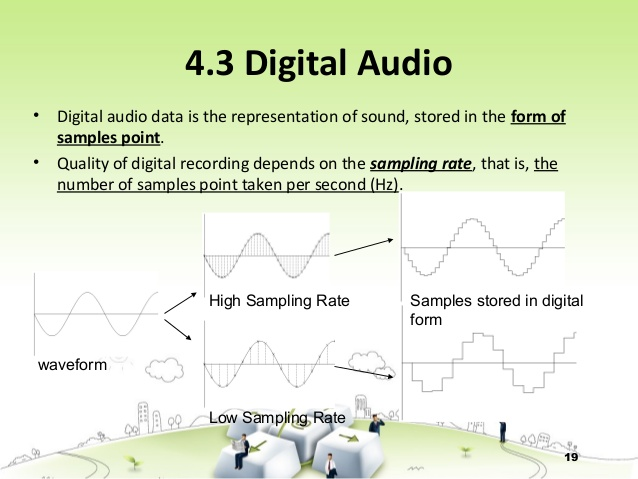 4.3 Digital Audio
• Digital audio data is the representation of sound, stored in the form of
samples point.
• Quality of digital recording depends on the sampling rate, that is, the
number of samples point taken per second (Hz).
High Sampling Rate
Samples stored in digital
form
waveform
Low Sampling Rate
19